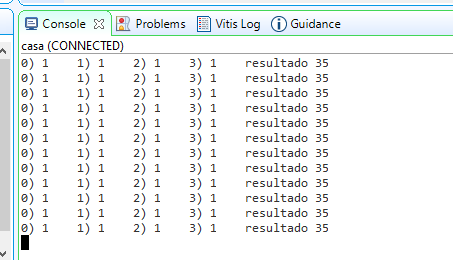 Console Problems Vitis Log Guidance
casa (CONNECTED)
0) 1 1) 1 2) 1 3) 1 resultado 35
0) 1 1) 1 2) 1 3) 1 resultado 35
0) 1 1) 1 2) 1 3) 1 resultado 35
0) 1 1) 1 2) 1 3) 1 resultado 35
0) 1 1) 1 2) 1 3) 1 resultado 35
0) 1 1) 1 2) 1 3) 1 resultado 35
0) 1 1) 1 2) 1 3) 1 resultado 35
0) 1 1) 1 2) 1 3) 1 resultado 35
0) 1 1) 1 2) 1 3) 1 resultado 35
0) 1 1) 1 2) 1 3) 1 resultado 35
0) 1 1) 1 2) 1 3) 1 resultado 35
0) 1 1) 1 2) 1 3) 1 resultado 35